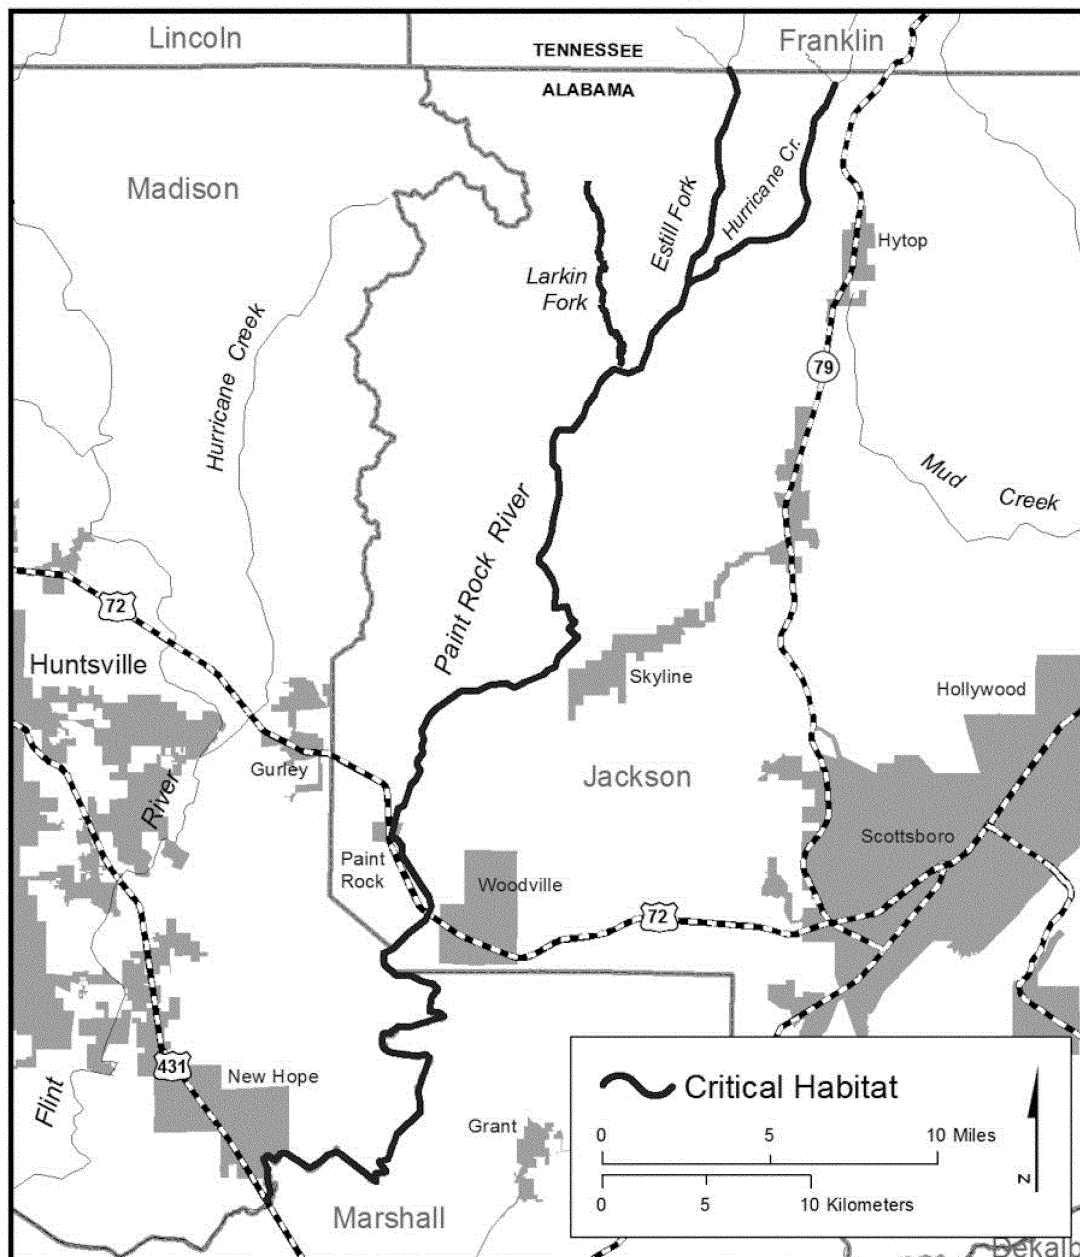 Lincoln
Franklin
TENNESSEE
ALABAMA
Madison
Estill Fork
Hurricane Cr.
Hytop
Larkin
Fork
Hurricane Creek
79
Mud Creek
Paint Rock River
72
Huntsville
Skyline
Hollywood
Gurley
Jackson
River
Scottsboro
Paint
Rock
Woodville
72
431
New Hope
Flint
Grant
Marshall
Critical Habitat
0 5 10 Miles
0 5 10 Kilometers
N
Dekalb